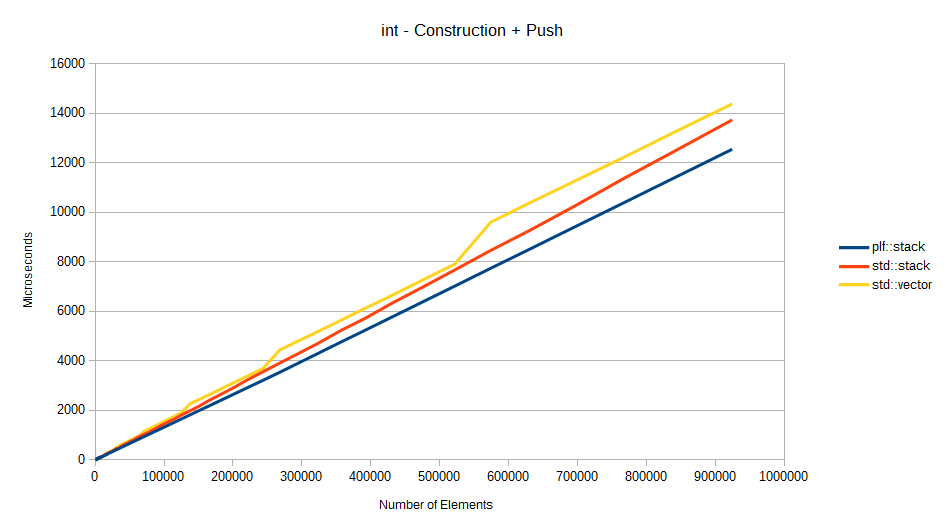 int - Construction + Push
16000
14000
12000
10000
8000
6000
4000
2000
0
Microseconds
0 100000 200000 300000 400000 500000 600000 700000 800000 900000 1000000
Number of Elements
plf::stack
std::stack
std::vector